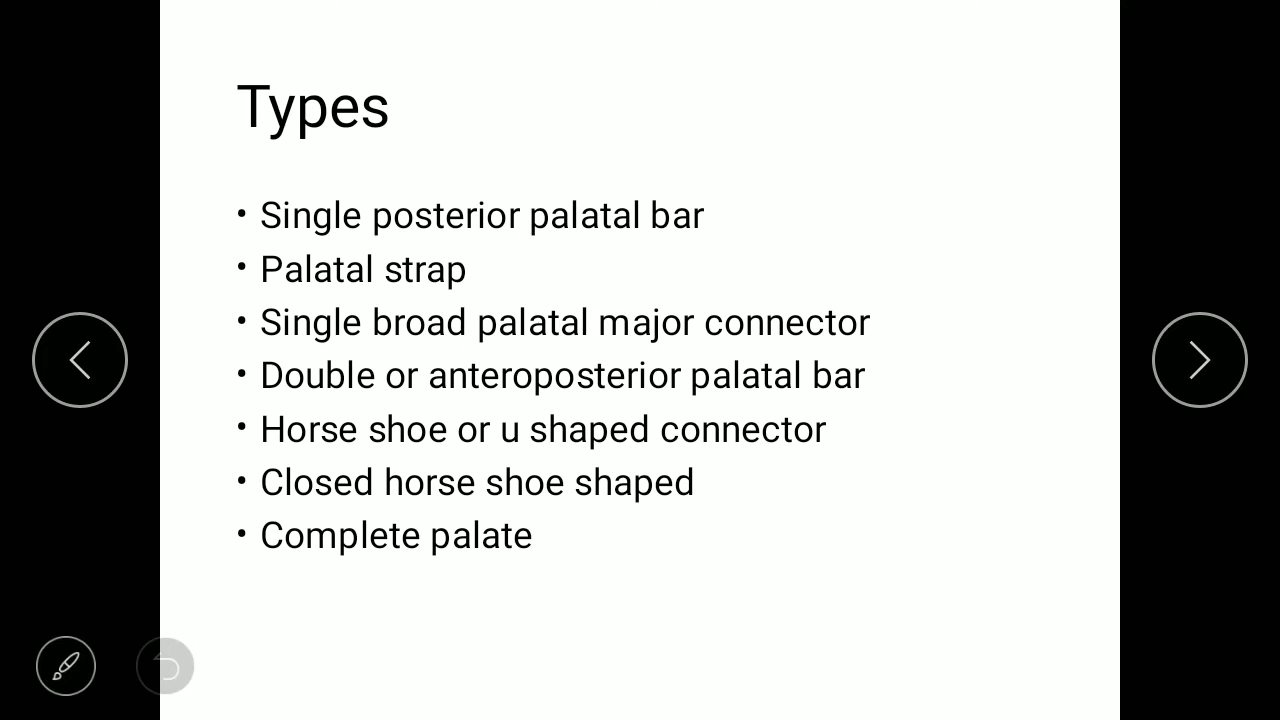 Types
• Single posterior palatal bar
• Palatal strap
• Single broad palatal major connector
• Double or anteroposterior palatal bar
• Horse shoe or u shaped connector
• Closed horse shoe shaped
• Complete palate